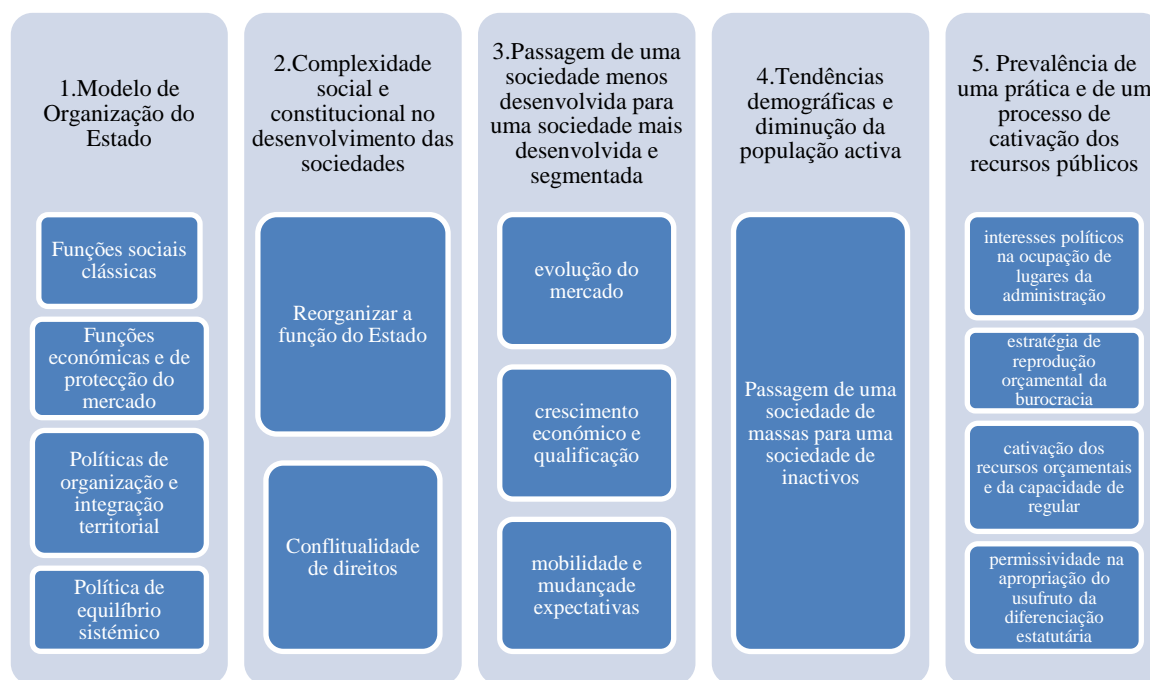 1.Modelo de
Organização do
Estado
Funções sociais
clássicas
Funções
económicas e de
protecção do
mercado
Políticas de
organização e
integração
territorial
Política de
equilíbrio
sistémico
2.Complexidade
social e
constitucional no
desenvolvimento das
sociedades
Reorganizar a
função do Estado
Conflitualidade
de direitos
3.Passagem de uma
sociedade menos
desenvolvida para
uma sociedade mais
desenvolvida e
segmentada
evolução do
mercado
crescimento
económico e
qualificação
mobilidade e
mudançade
expectativas
4.Tendências
demográficas e
diminução da
população activa
Passagem de uma
sociedade de
massas para uma
sociedade de
inactivos
5. Prevalência de
uma prática e de um
processo de
cativação dos
recursos públicos
interesses políticos
na ocupação de
lugares da
administração
estratégia de
reprodução
orçamental da
burocracia
cativação dos
recursos orçamentais
e da capacidade de
regular
permissividade na
apropriação do
usufruto da
diferenciação
estatutária